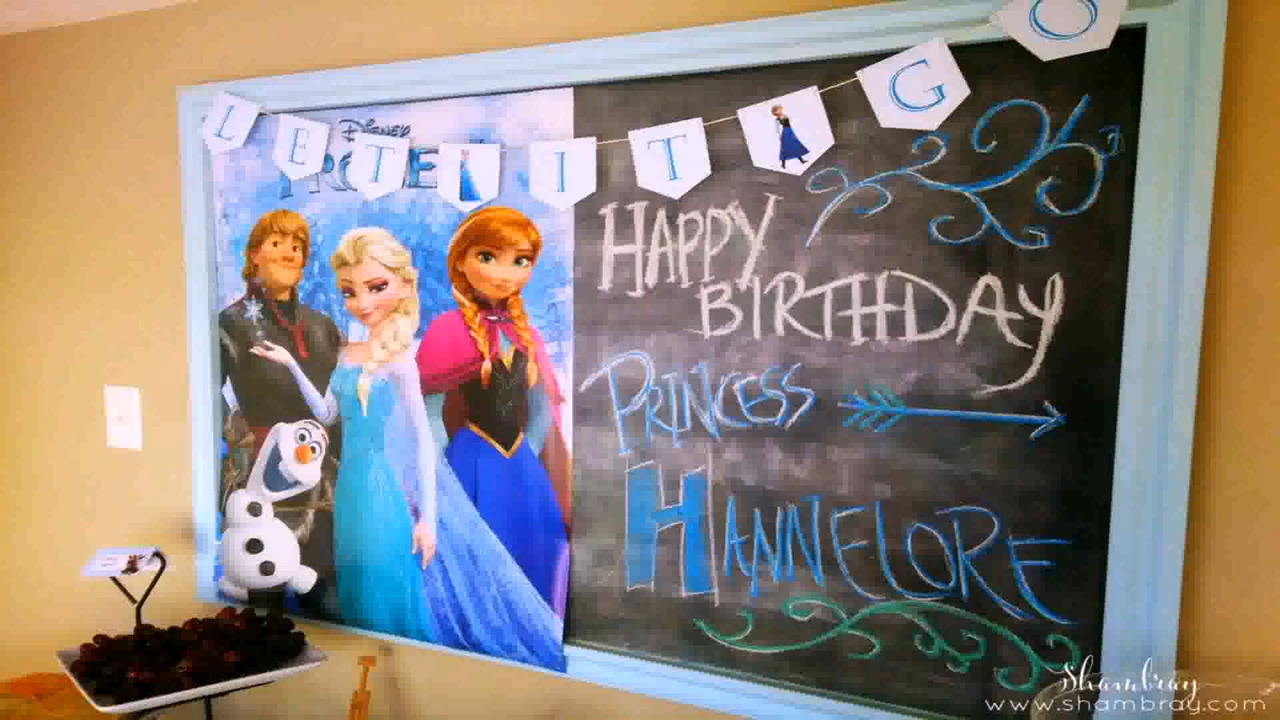 LET IT GO
DISNEY
FROZEN
HAPPY
BIRTHDAY
PRINCESS
HANNELORE
Shambray
www.shambray.com